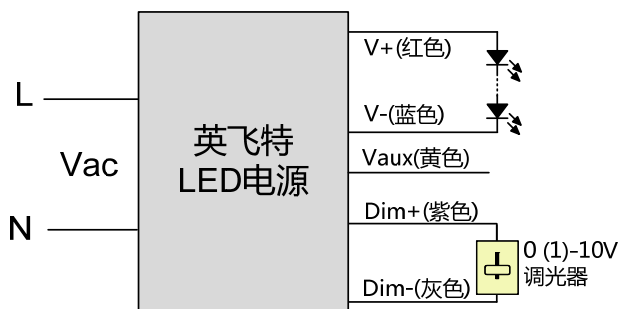 V+(红色)
L
V-(蓝色)
英飞特
LED电源
Vac
Vaux(黄色)
Dim+(紫色)
N
0 (1)-10V
调光器
Dim-(灰色)